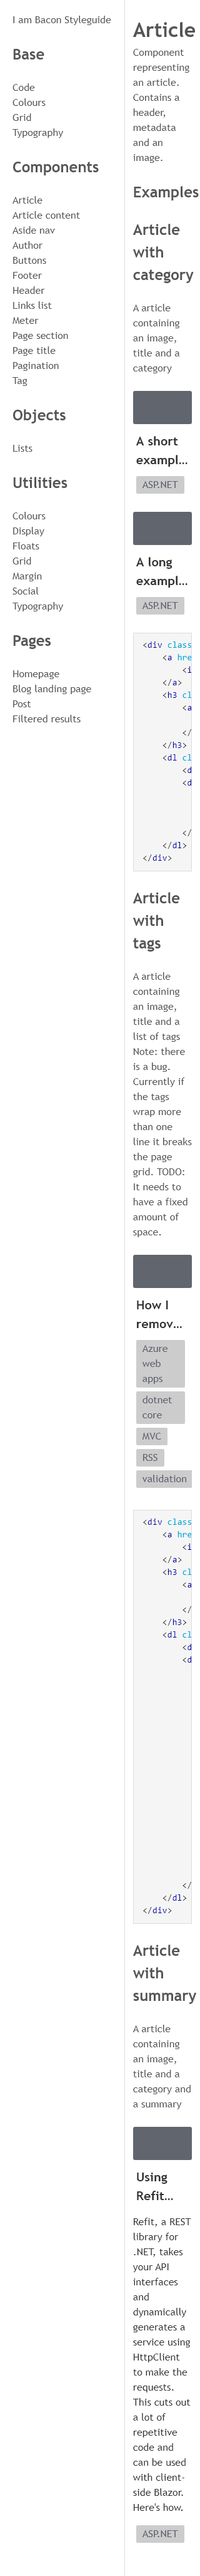 I am Bacon Styleguide
Base
Code
Colours
Grid
Typography
Components
Article
Article content
Aside nav
Author
Buttons
Footer
Header
Links list
Meter
Page section
Page title
Pagination
Tag
Objects
Lists
Utilities
Colours
Display
Floats
Grid
Margin
Social
Typography
Pages
Homepage
Blog landing page
Post
Filtered results
Article
Component
representing
an article.
Contains a
header,
metadata
and an
image.
Examples
Article
with
category
A article
containing
an image,
title and a
category
A short
exampl...
ASP.NET
A long
exampl...
ASP.NET
<div class
<a hre
<i
</a>
<h3 cl
<a
</
</h3>
<dl cl
<d
<d
</
</dl>
</div>
Article
with
tags
A article
containing
an image,
title and a
list of tags
Note: there
is a bug.
Currently if
the tags
wrap more
than one
line it breaks
the page
grid. TODO:
It needs to
have a fixed
amount of
space.
How I
remov...
Azure
web
apps
dotnet
core
MVC
RSS
validation
<div class
<a hre
<i
</a>
<h3 cl
<a
</
</h3>
<dl cl
<d
<d
</
</dl>
</div>
Article
with
summary
A article
containing
an image,
title and a
category and
a summary
Using
Refit...
Refit, a REST
library for
.NET, takes
your API
interfaces
and
dynamically
generates a
service using
HttpClient
to make the
requests.
This cuts out
a lot of
repetitive
code and
can be used
with client-
side Blazor.
Here's how.
ASP.NET